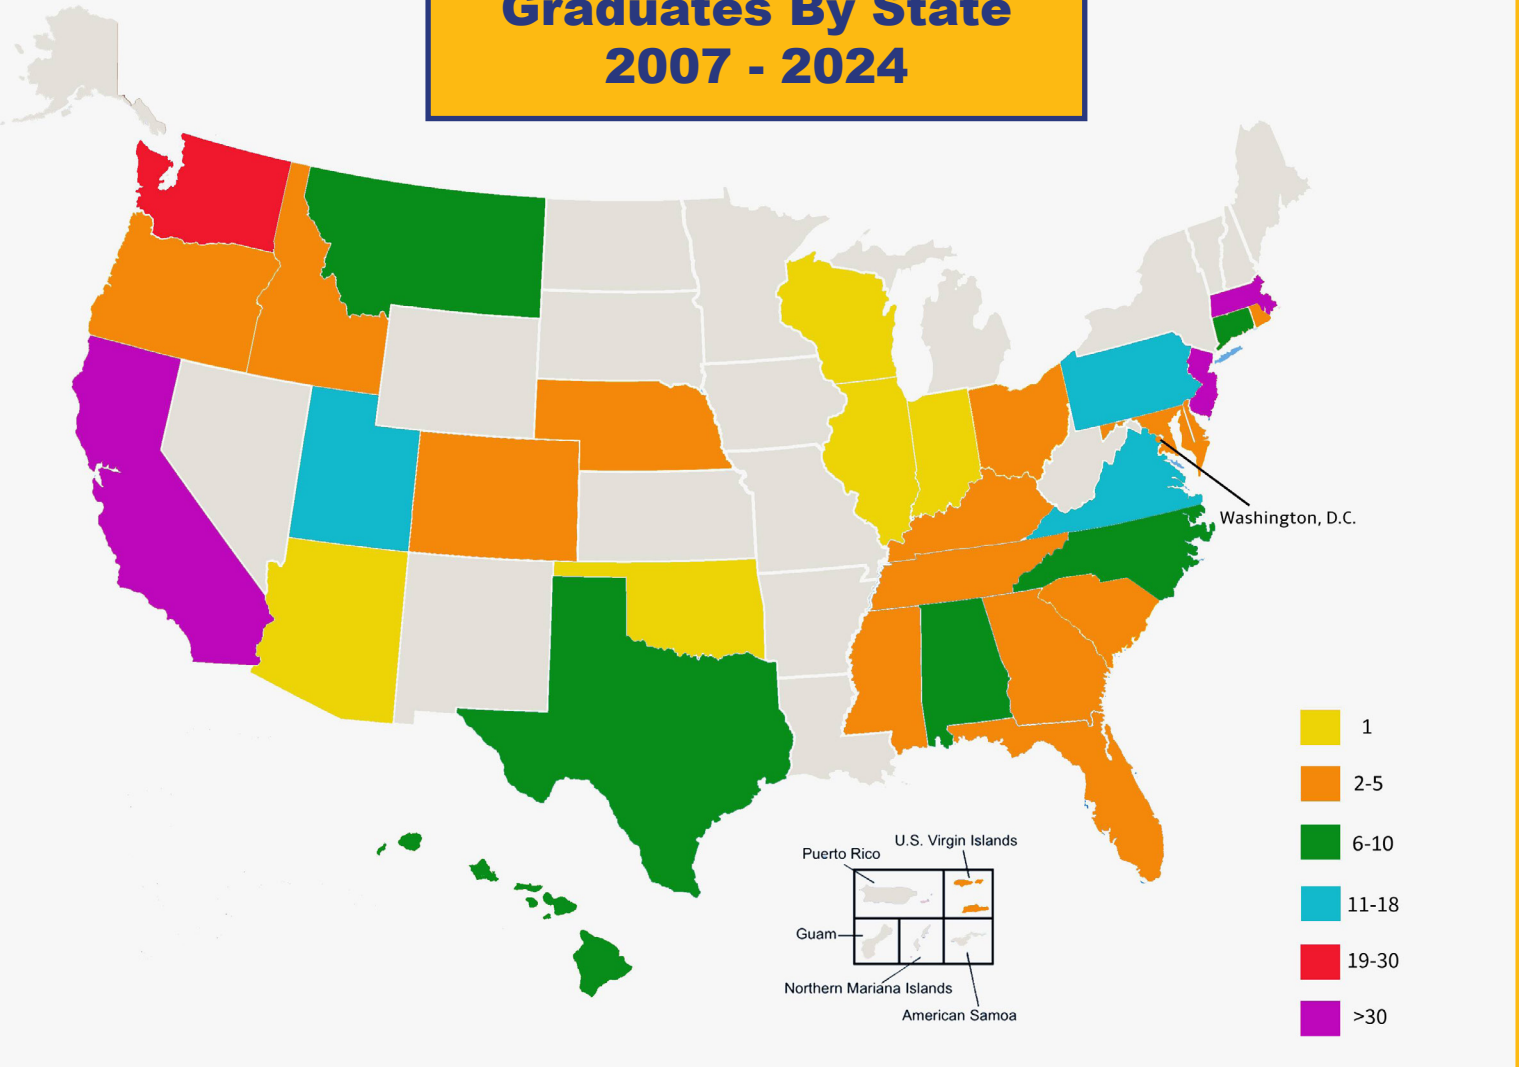 Graduates By State
2007 - 2024
Washington, D.C.
1
2-5
6-10
11-18
19-30
>30
U.S. Virgin Islands
Puerto Rico
Guam
Northern Mariana Islands
American Samoa